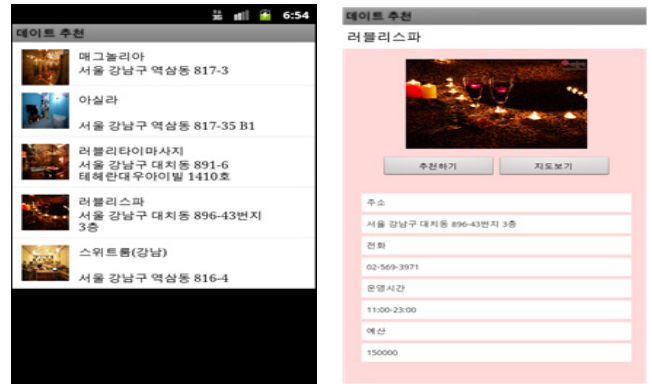 6:54
데이트 추천
매그놀리아
서울 강남구 역삼동 817-3
아실라
서울 강남구 역삼동 817-35 B1
러블리타이마사지
서울 강남구 대치동 891-6
테헤란대우아이빌 1410호
러블리스파
서울 강남구 대치동 896-43번지
3층
스위트룸(강남)
서울 강남구 역삼동 816-4
데이트 추천
러블리스파
추천하기
지도보기
주소
서울 강남구 대치동 896-43번지 3층
전화
02-569-3971
운영시간
11:00-23:00
예산
150000